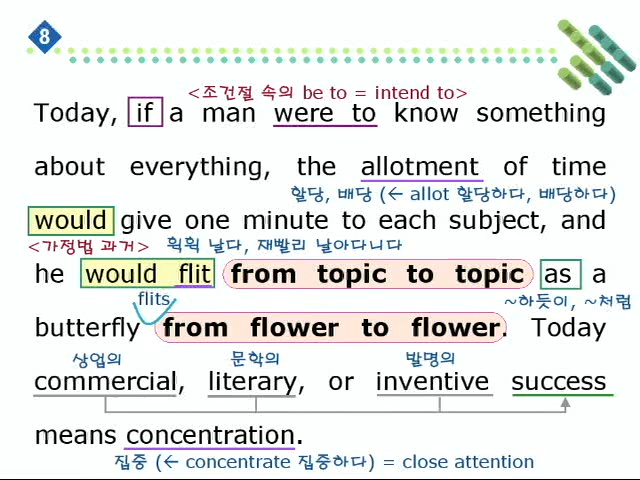 8
<조건절 속의 be to = intend to>
Today, if a man were to know something
about everything, the allotment of time
할당, 배당 (← allot 할당하다, 배당하다)
would give one minute to each subject, and
<가정법 과거> 휙휙 날다, 재빨리 날아다니다
he would flit from topic to topic as a
flits ~하듯이, ~처럼
butterfly from flower to flower. Today
상업의 문학의 발명의
commercial, literary, or inventive success
means concentration.
집중 (← concentrate 집중하다) = close attention